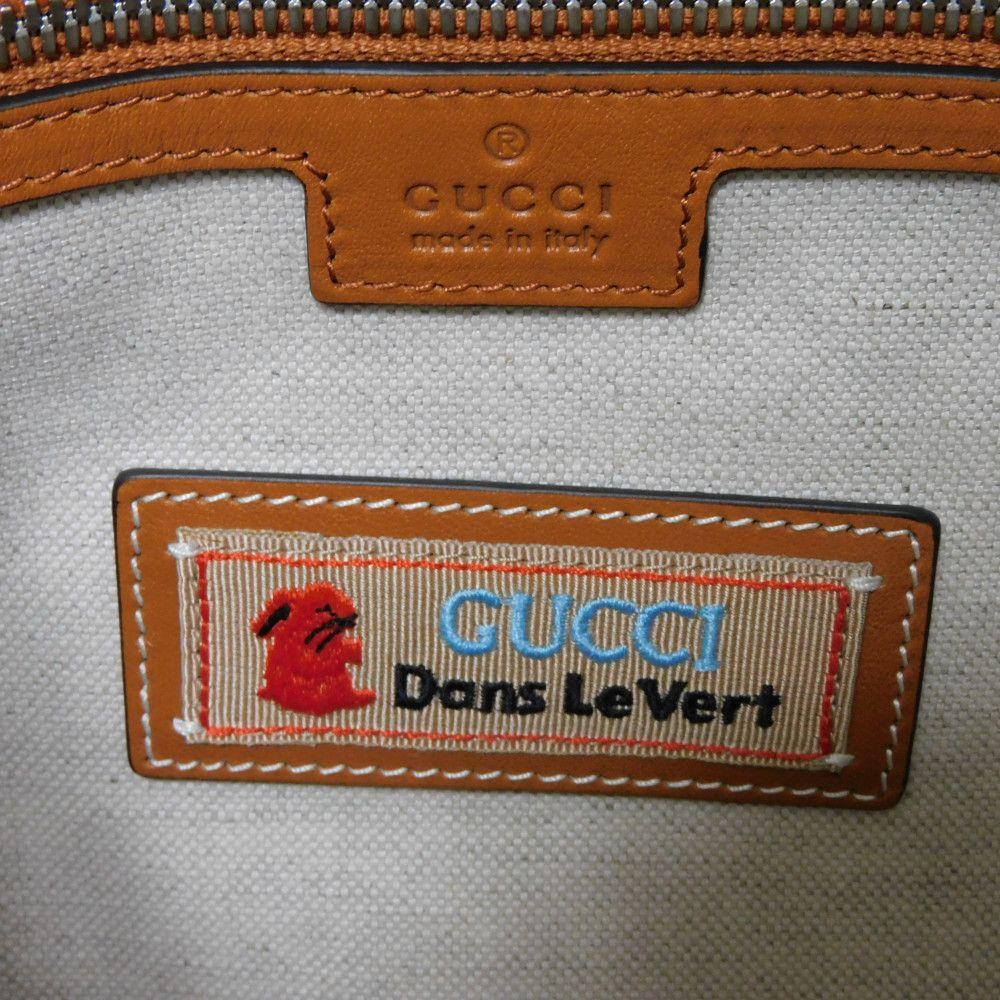 ®
GUCCI
made in italy
GUCCI
Dans Le Vert